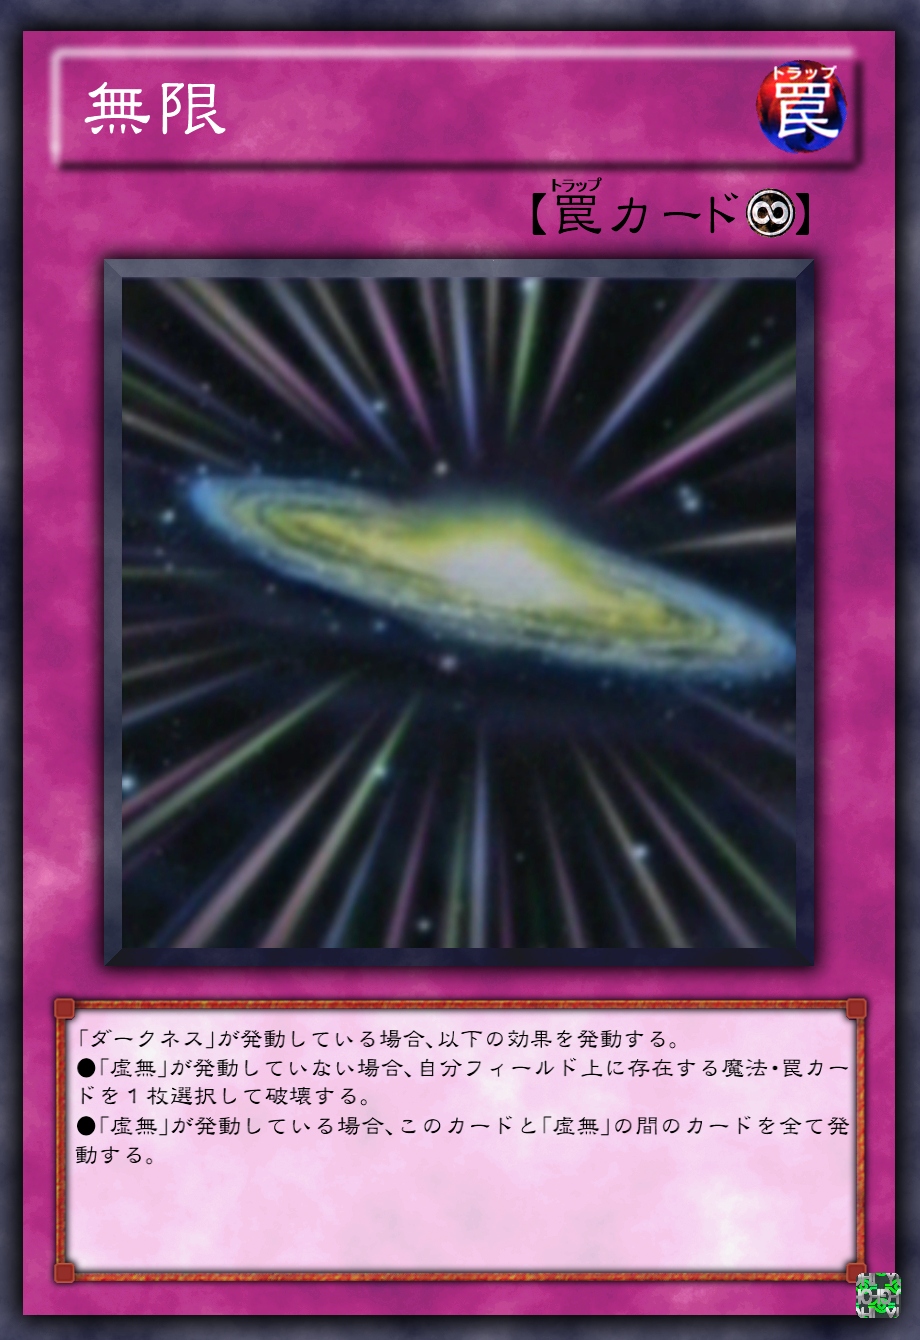 無限
トラップ
罠
トラップ
【罠カード∞】
「ダークネス」が発動している場合、以下の効果を発動する。
●「虚無」が発動していない場合、自分フィールド上に存在する魔法・罠カー
ドを１枚選択して破壊する。
●「虚無」が発動している場合、このカードと「虚無」の間のカードを全て発
動する。